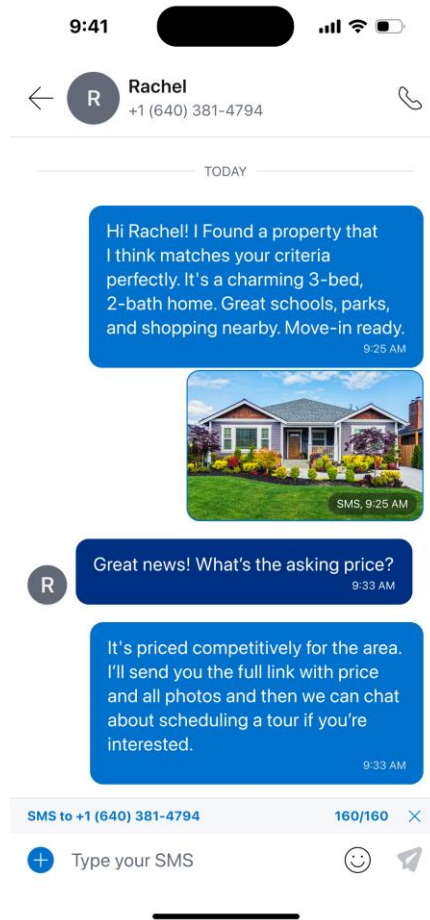 9:41
R
Rachel
+1 (640) 381-4794
TODAY
Hi Rachel! I Found a property that
I think matches your criteria
perfectly. It's a charming 3-bed,
2-bath home. Great schools, parks,
and shopping nearby. Move-in ready.
9:25 AM
SMS, 9:25 AM
Great news! What's the asking price?
9:33 AM
R
It's priced competitively for the area.
I'll send you the full link with price
and all photos and then we can chat
about scheduling a tour if you're
interested.
9:33 AM
SMS to +1 (640) 381-4794
160/160
Type your SMS